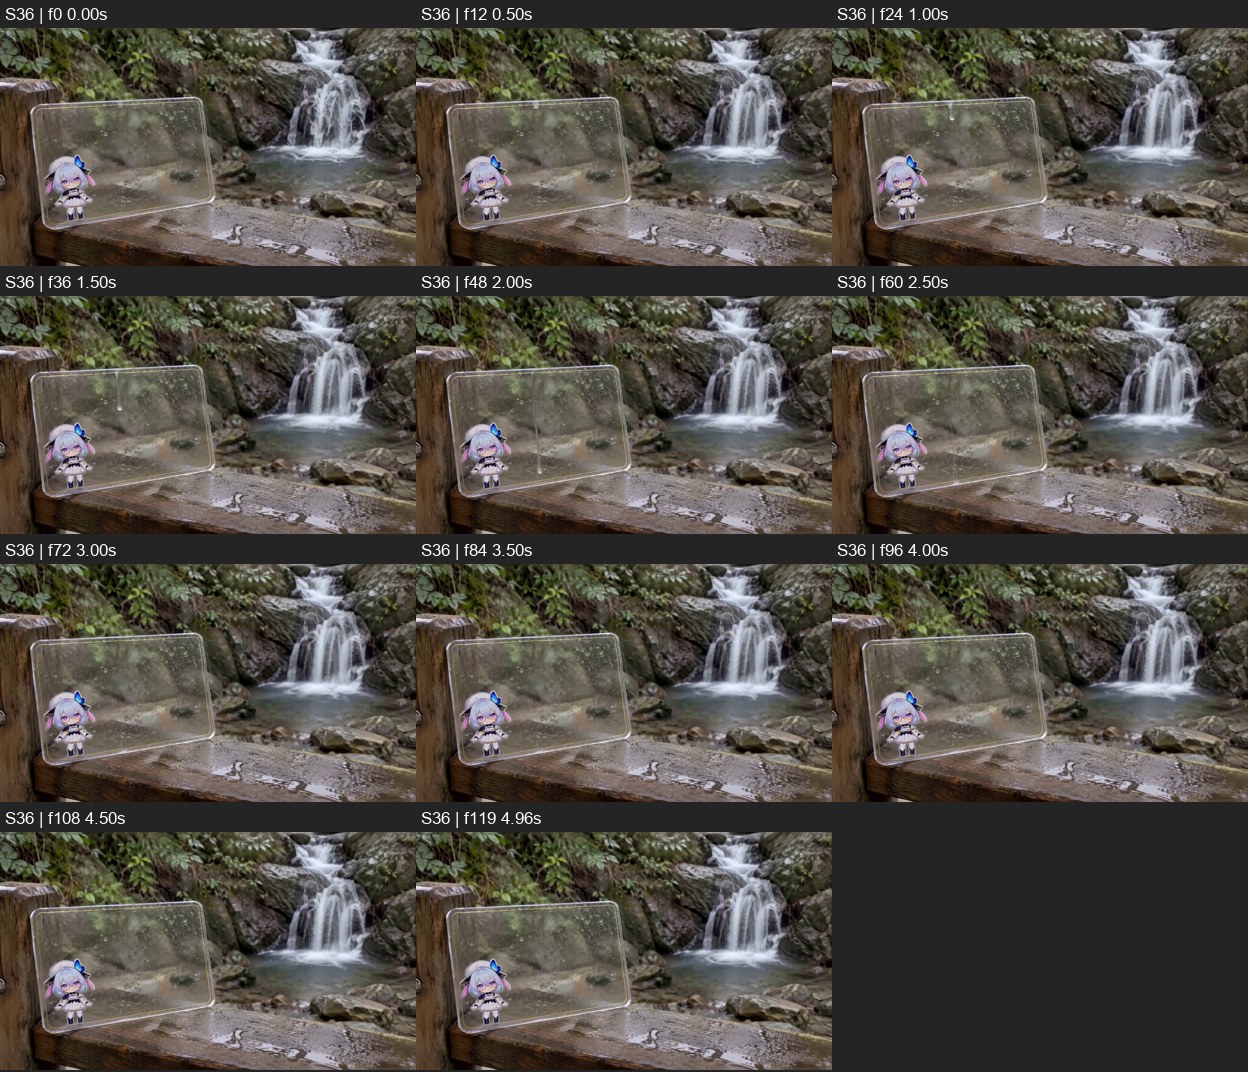 S36 | f0 0.00s
S36 | f12 0.50s
S36 | f24 1.00s
S36 | f36 1.50s
S36 | f48 2.00s
S36 | f60 2.50s
S36 | f72 3.00s
S36 | f84 3.50s
S36 | f96 4.00s
S36 | f108 4.50s
S36 | f119 4.96s